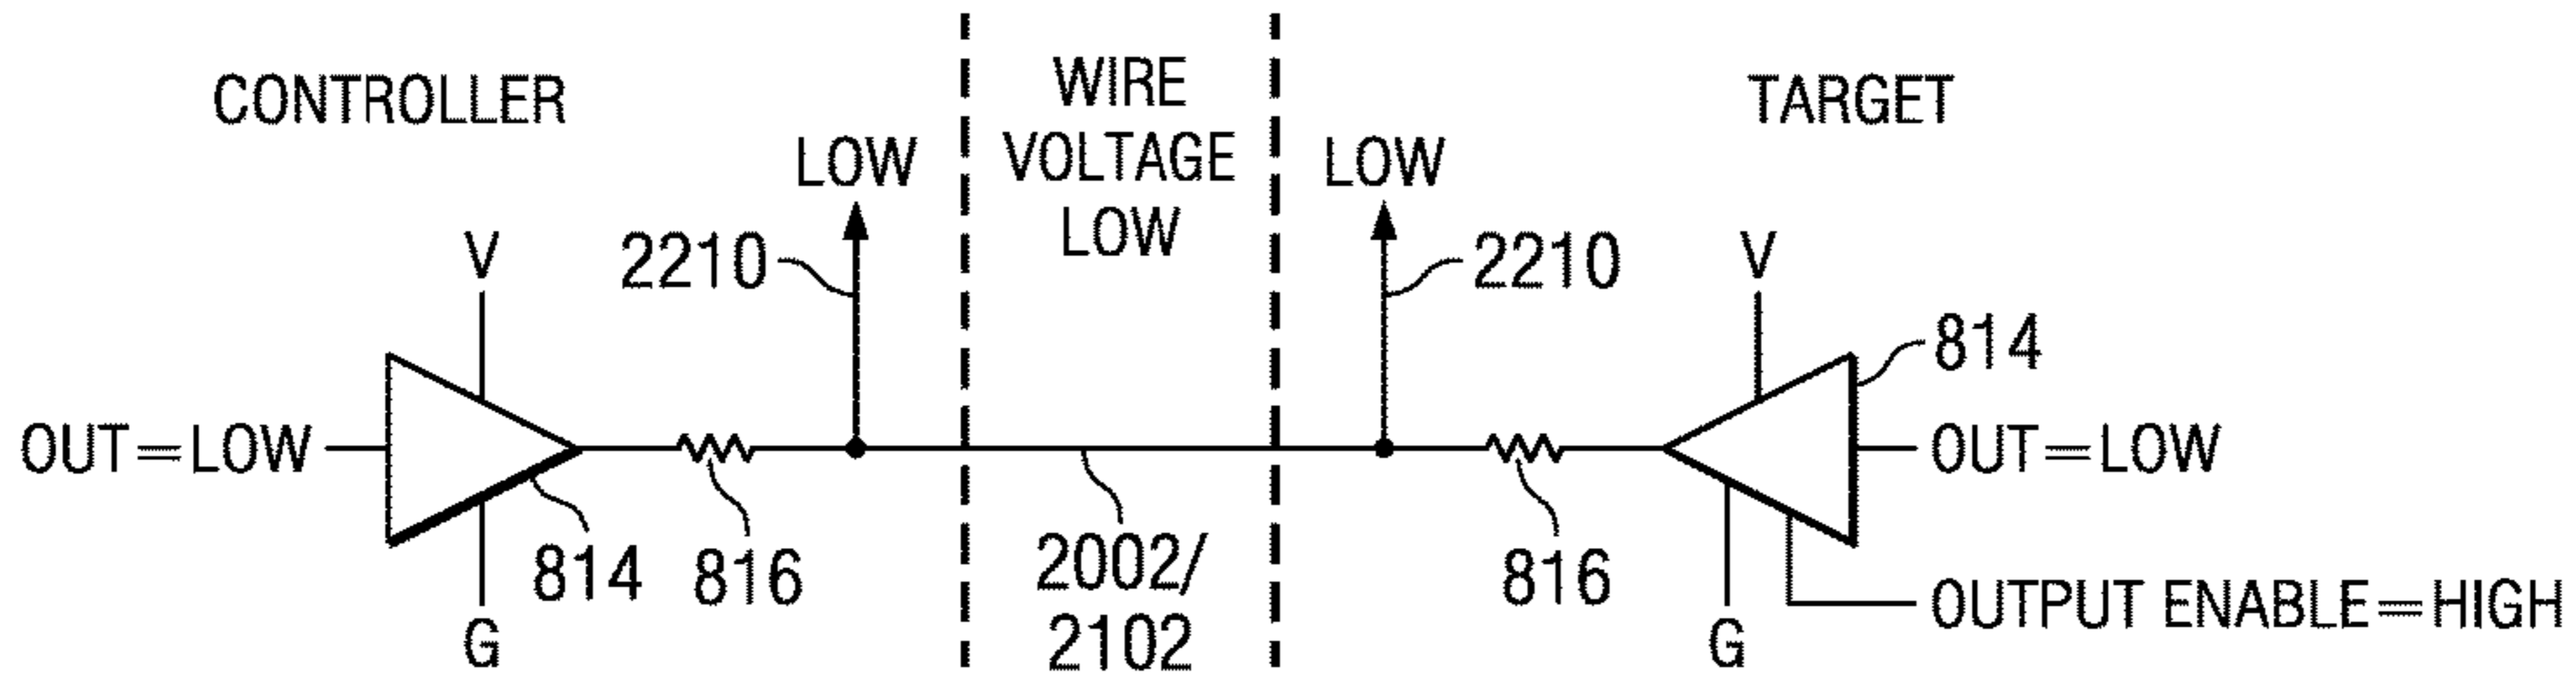 CONTROLLER
WIRE
VOLTAGE
LOW
TARGET
LOW
LOW
V
2210
2210
V
814
OUT=LOW
OUT=LOW
814
816
2002/
2102
816
OUTPUT ENABLE=HIGH
G
G